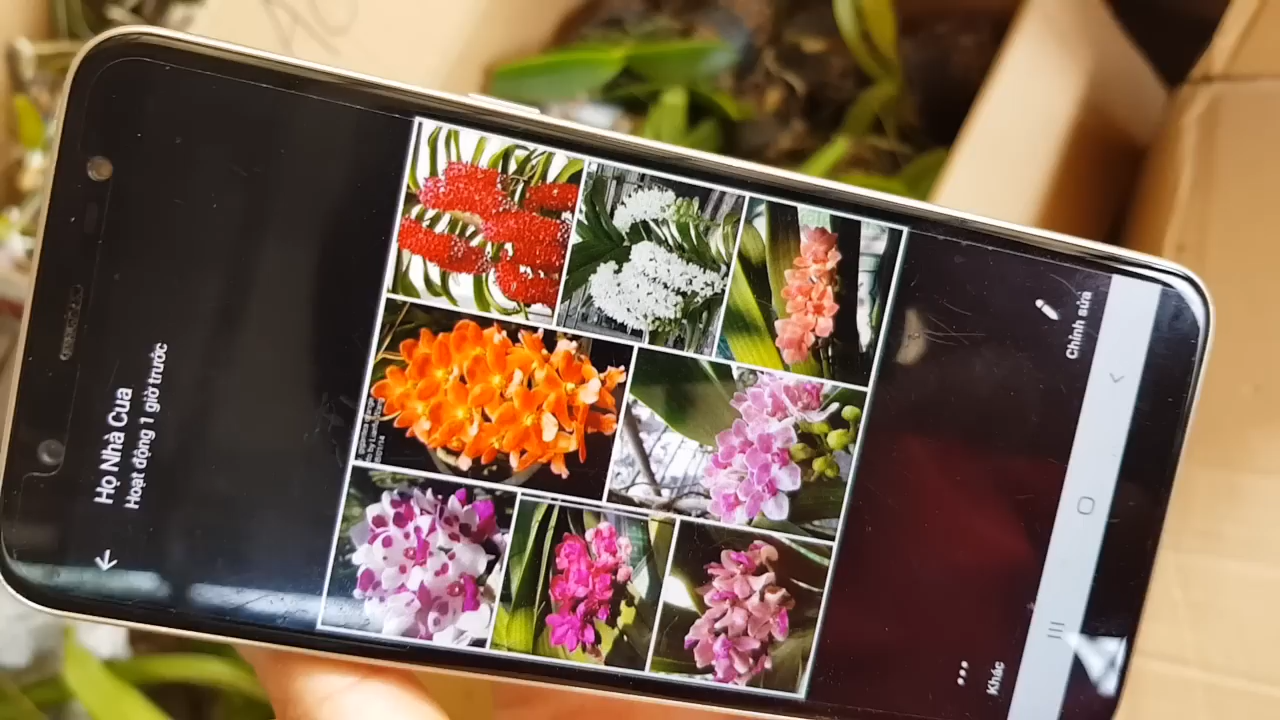 Họ Nhà Cua
Hoạt động 1 giờ trước
Chỉnh sửa
Khác